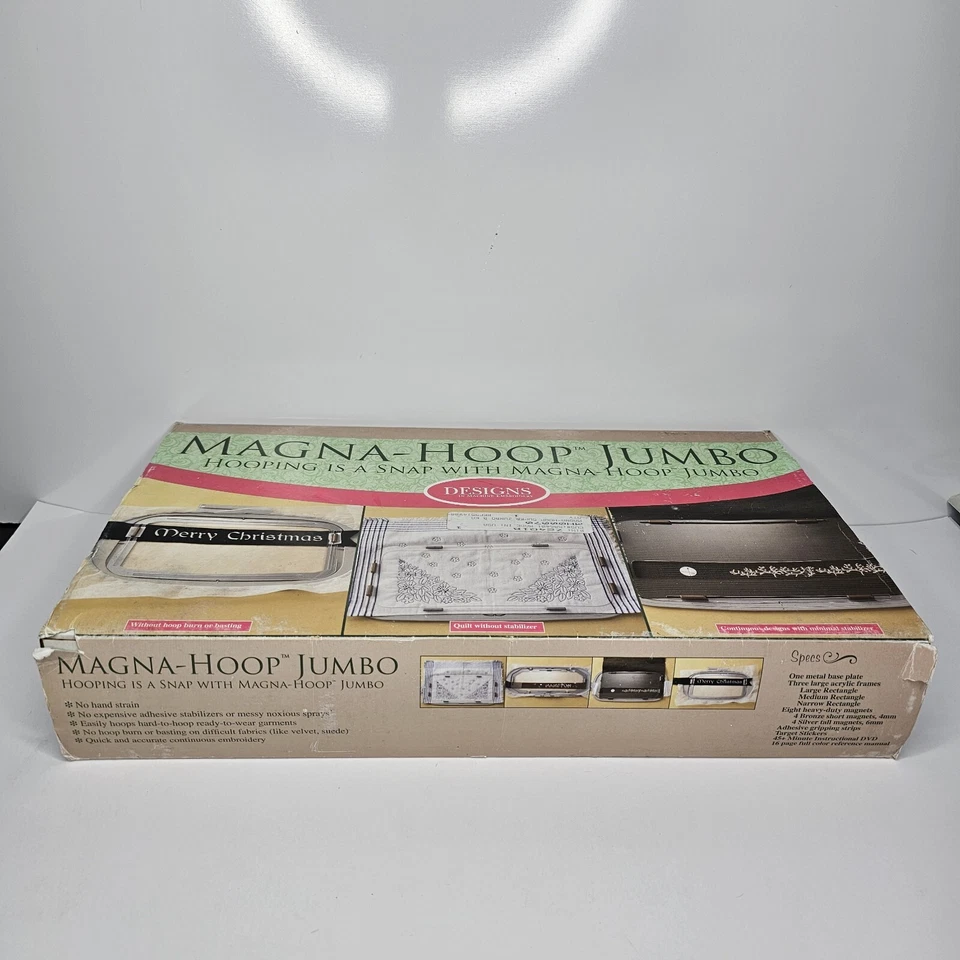 MAGNA-HOOP™ JUMBO
HOOPING IS A SNAP WITH MAGNA-HOOP™ JUMBO
DESIGNS
IN MACHINE EMBROIDERY
Merry Christmas
Without hoop burn or basting
Quilt without stabilizer
Continuous designs with minimal stabilizer
MAGNA-HOOP™ JUMBO
HOOPING IS A SNAP WITH MAGNA-HOOP™ JUMBO
* No hand strain
* No expensive adhesive stabilizers or messy noxious sprays
* Easily hoops hard-to-hoop ready-to-wear garments
* No hoop burn or basting on difficult fabrics (like velvet, suede)
* Quick and accurate continuous embroidery
Merry Christmas
Specs
One metal base plate
Three large acrylic frames
Large Rectangle
Medium Rectangle
Narrow Rectangle
Eight heavy-duty magnets
4 Bronze short magnets, 4mm
4 Silver tall magnets, 6mm
Adhesive gripping strips
Target Stickers
45+ Minute Instructional DVD
16 page full color reference manual